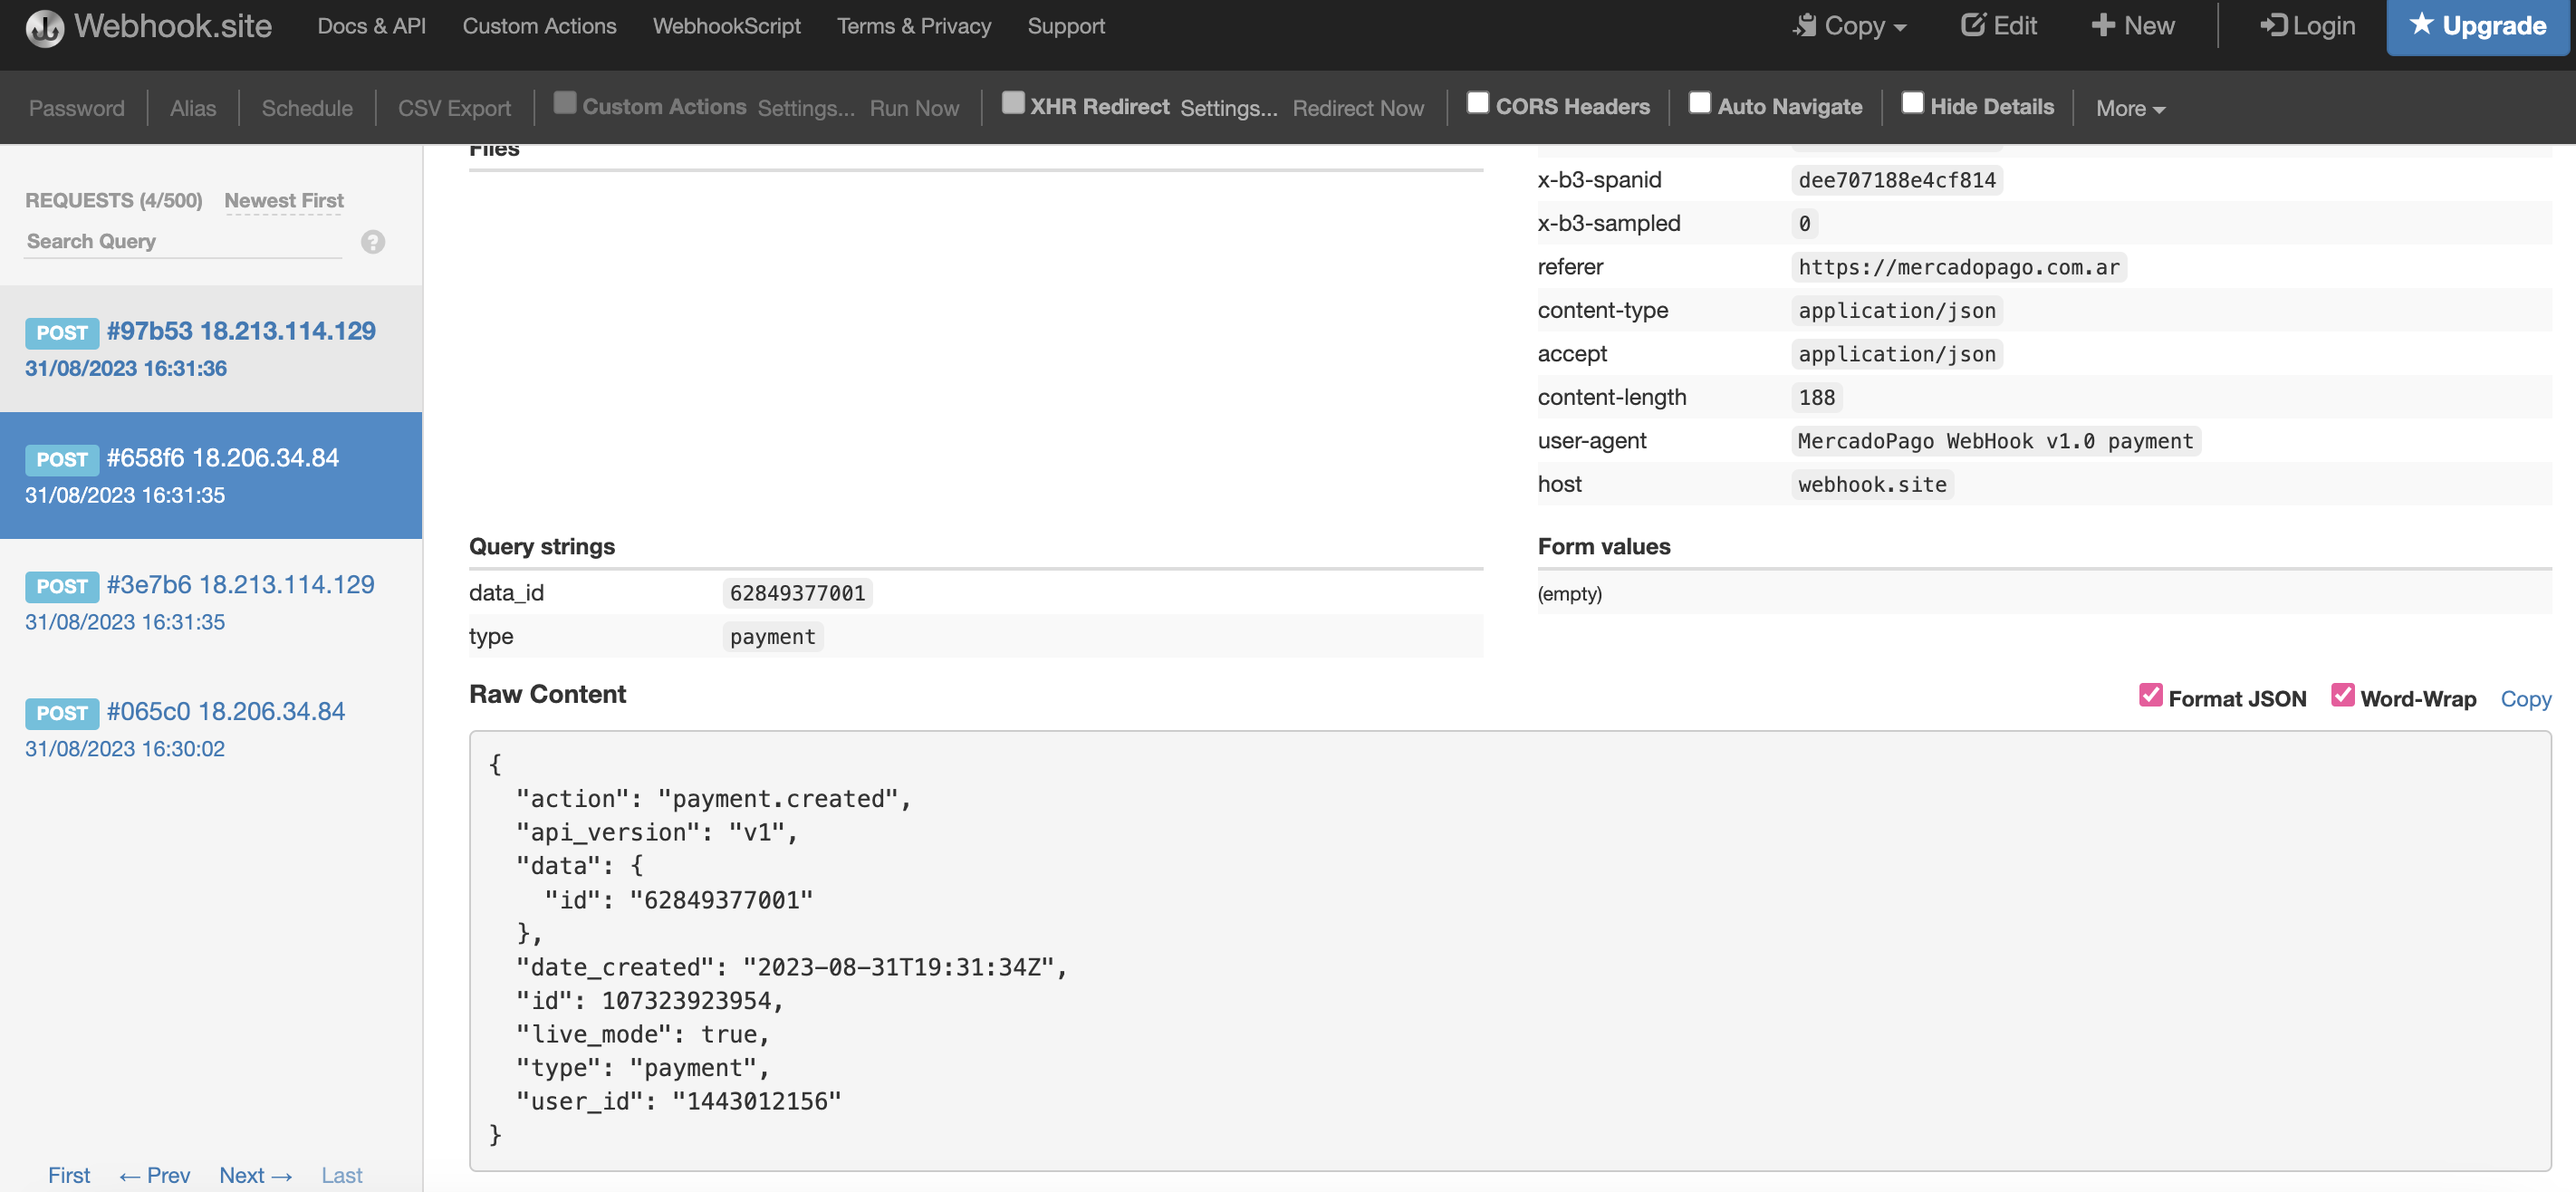 Webhook.site Docs & API Custom Actions WebhookScript Terms & Privacy Support Copy Edit New Login Upgrade
Password Alias Schedule CSV Export Custom Actions Settings... Run Now XHR Redirect Settings... Redirect Now CORS Headers Auto Navigate Hide Details More
REQUESTS (4/500) Newest First
Search Query ?
POST #97b53 18.213.114.129
31/08/2023 16:31:36
POST #658f6 18.206.34.84
31/08/2023 16:31:35
POST #3e7b6 18.213.114.129
31/08/2023 16:31:35
POST #065c0 18.206.34.84
31/08/2023 16:30:02
First ← Prev Next → Last
Files
x-b3-spanid dee707188e4cf814
x-b3-sampled 0
referer https://mercadopago.com.ar
content-type application/json
accept application/json
content-length 188
user-agent MercadoPago WebHook v1.0 payment
host webhook.site
Query strings
data_id 62849377001
type payment
Form values
(empty)
Raw Content Format JSON Word-Wrap Copy
{
"action": "payment.created",
"api_version": "v1",
"data": {
"id": "62849377001"
},
"date_created": "2023-08-31T19:31:34Z",
"id": 107323923954,
"live_mode": true,
"type": "payment",
"user_id": "1443012156"
}